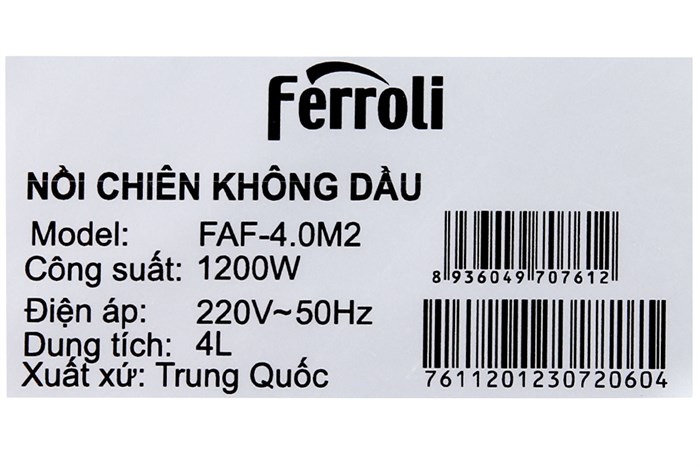 Ferroli
NỒI CHIÊN KHÔNG DẦU
Model: FAF-4.0M2
Công suất: 1200W
Điện áp: 220V~50Hz
Dung tích: 4L
Xuất xứ: Trung Quốc
8 936049 707612
7611201230720604